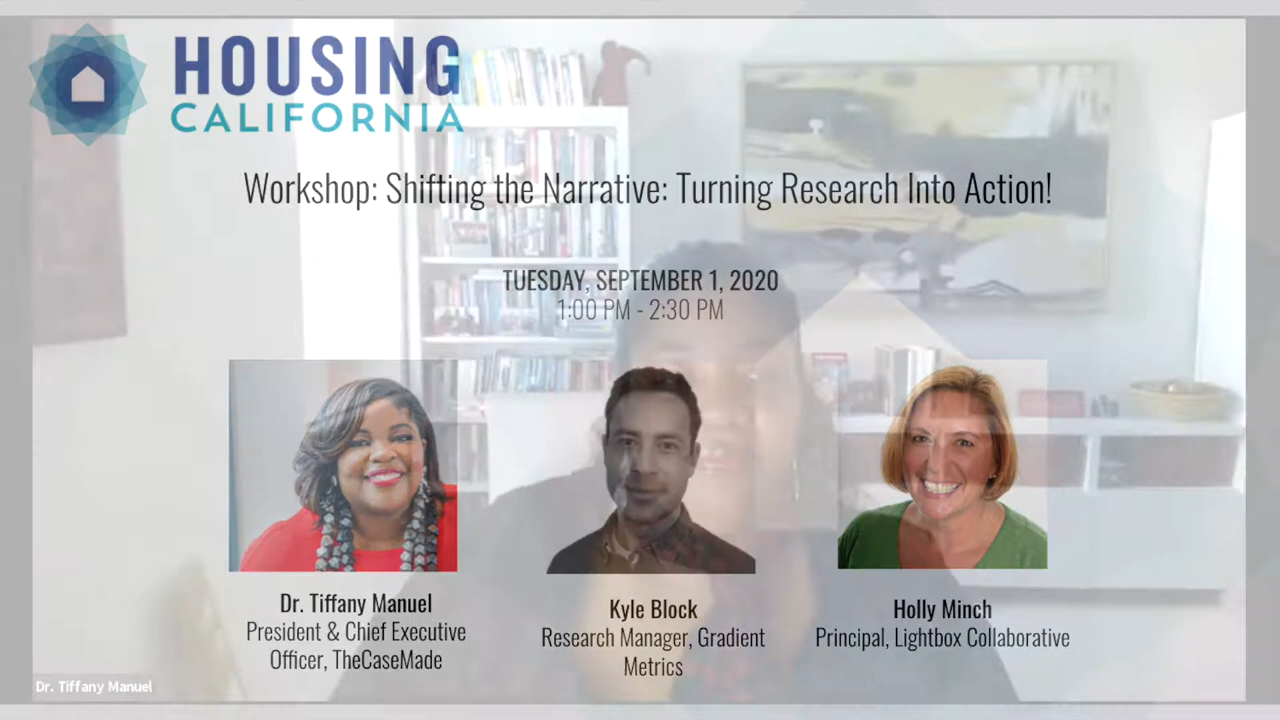 HOUSING
CALIFORNIA
Workshop: Shifting the Narrative: Turning Research Into Action!
TUESDAY, SEPTEMBER 1, 2020
1:00 PM - 2:30 PM
Dr. Tiffany Manuel
President & Chief Executive
Officer, TheCaseMade
Kyle Block
Research Manager, Gradient
Metrics
Holly Minch
Principal, Lightbox Collaborative
Dr. Tiffany Manuel